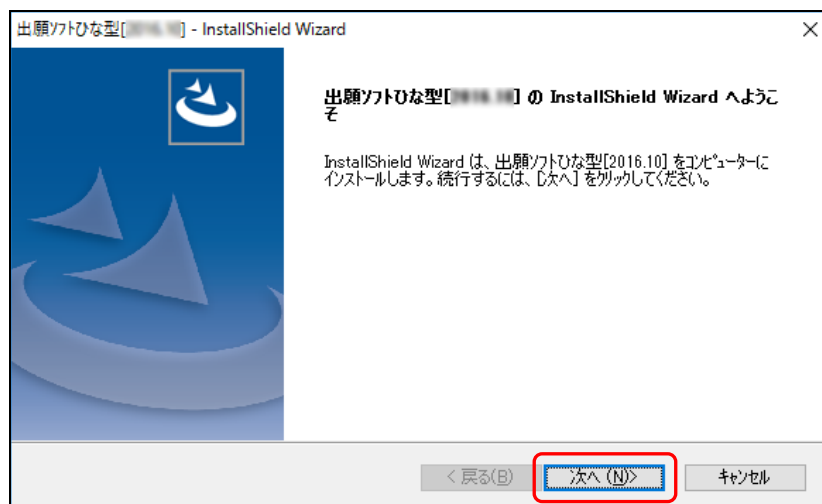 出願ソフトひな型[ ] - InstallShield Wizard
出願ソフトひな型[ ] の InstallShield Wizard へようこ
そ
InstallShield Wizard は、出願ソフトひな型[2016.10] をコンピューターに
インストールします。続行するには、[次へ] をクリックしてください。
< 戻る(B)
次へ (N)>
キャンセル